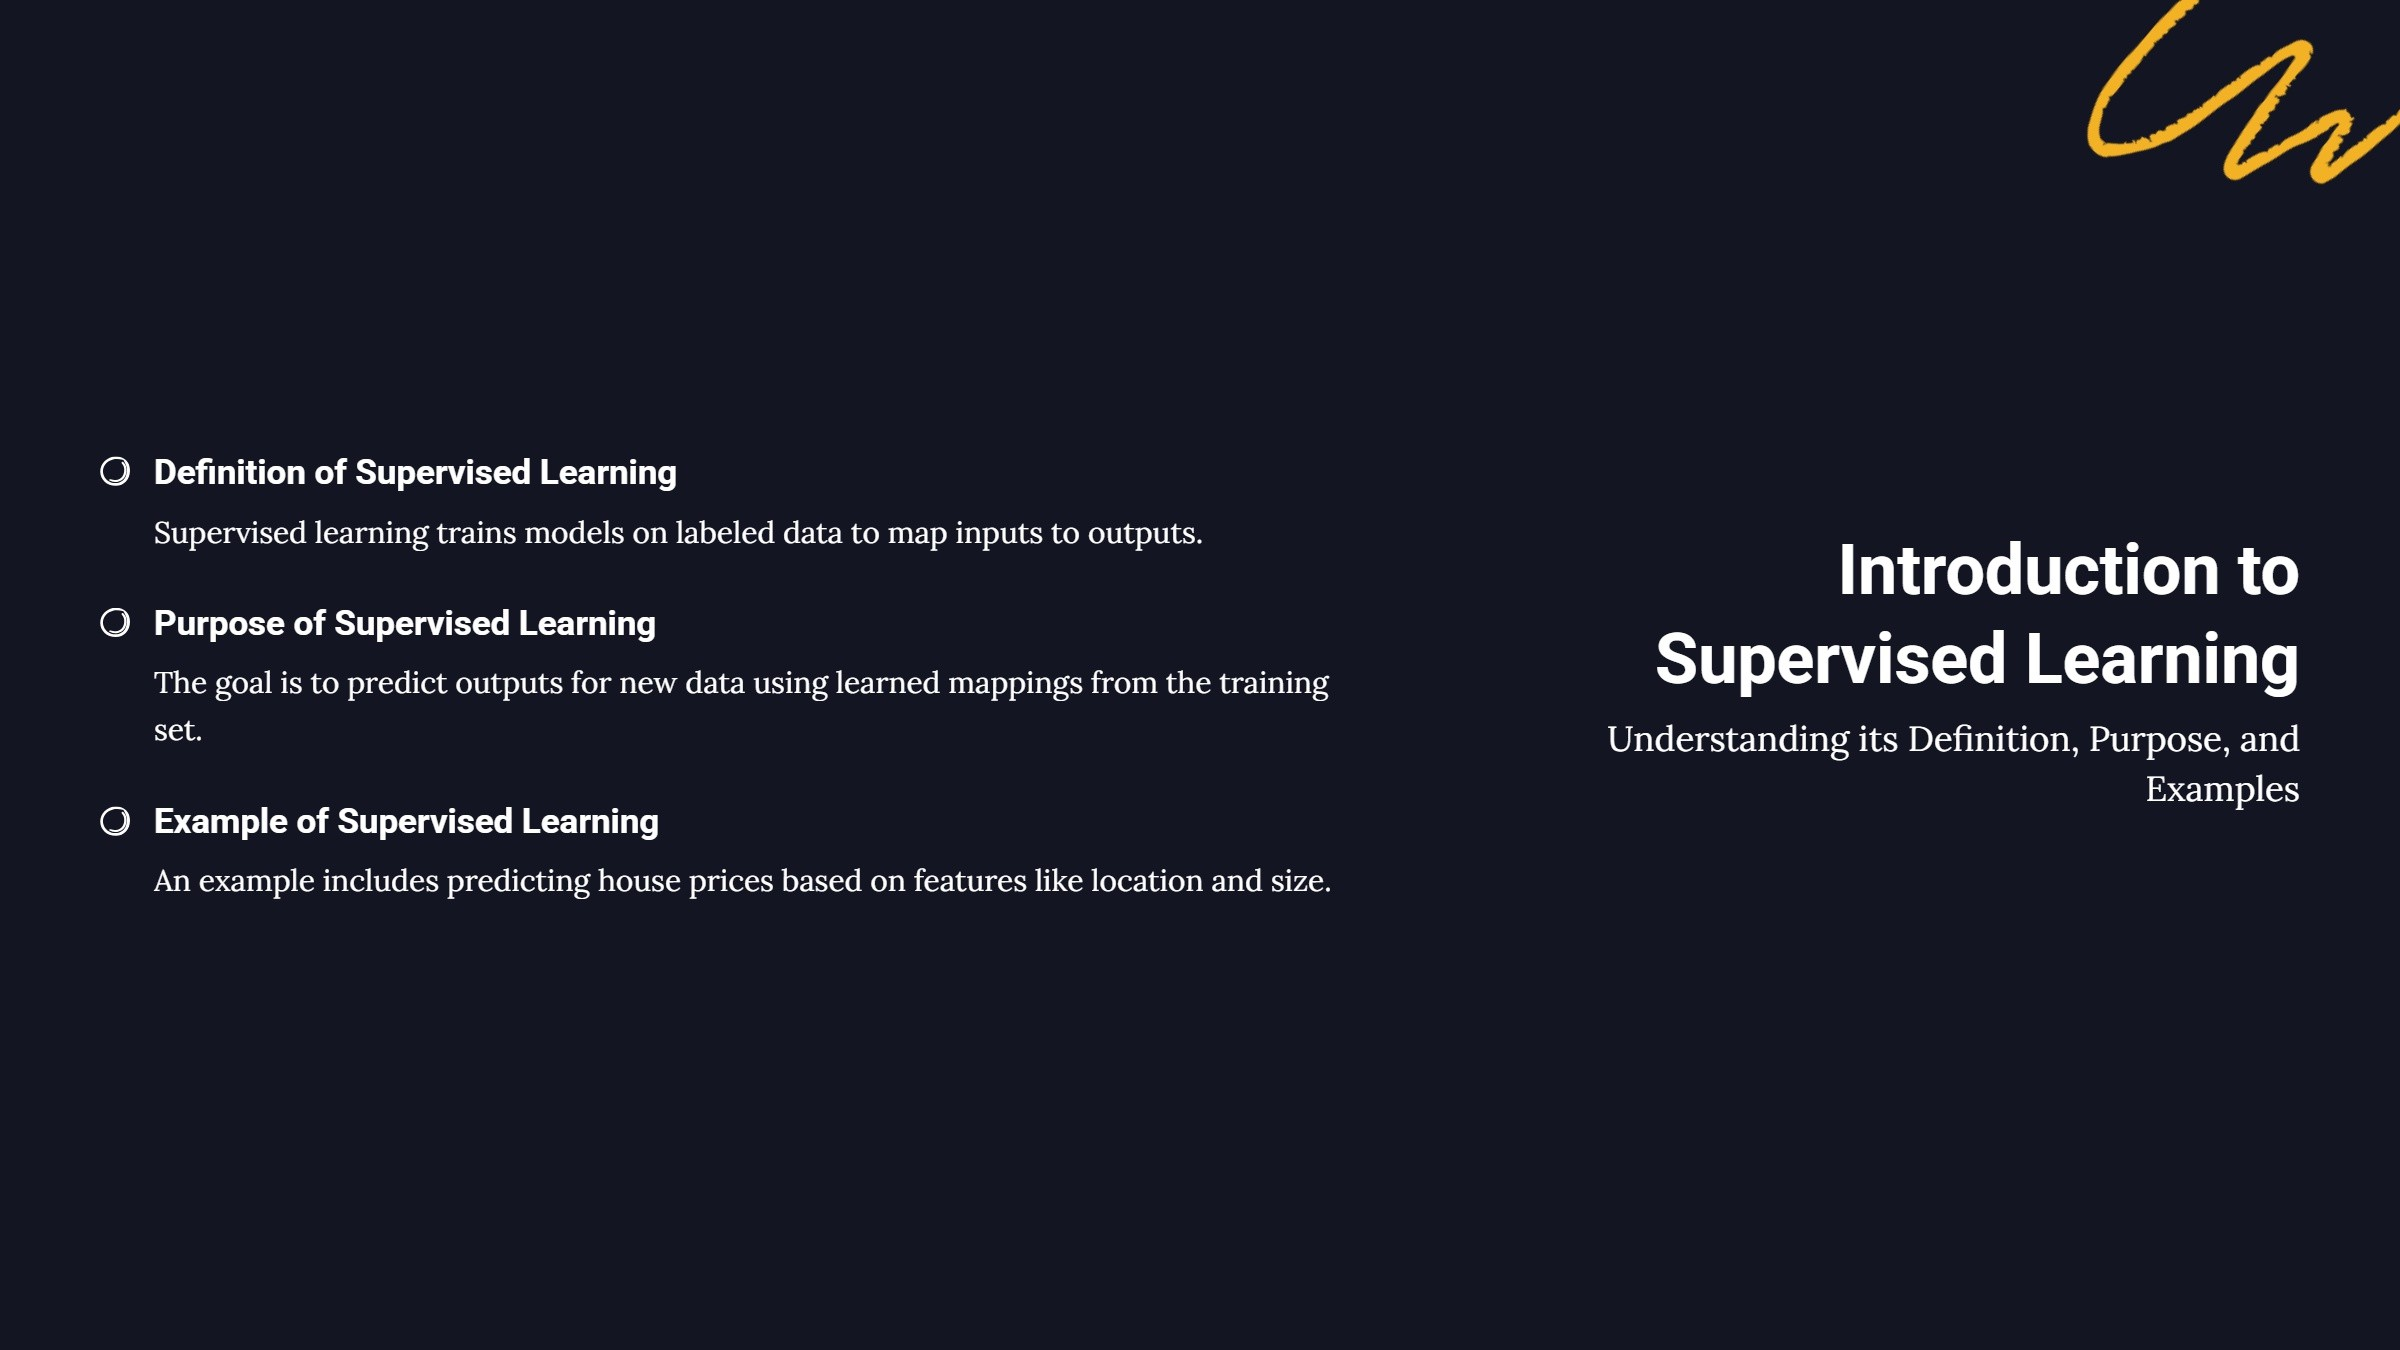 Definition of Supervised Learning
Supervised learning trains models on labeled data to map inputs to outputs.
Purpose of Supervised Learning
The goal is to predict outputs for new data using learned mappings from the training
set.
Example of Supervised Learning
An example includes predicting house prices based on features like location and size.
Introduction to
Supervised Learning
Understanding its Definition, Purpose, and
Examples